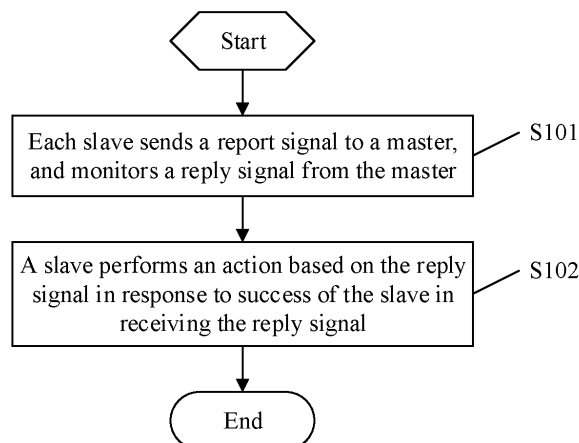 Start
Each slave sends a report signal to a master,
and monitors a reply signal from the master
S101
A slave performs an action based on the reply
signal in response to success of the slave in
receiving the reply signal
S102
End